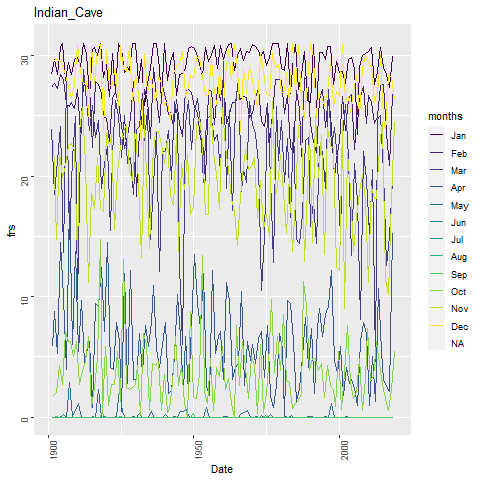 Indian_Cave
30
20
10
0
frs
1900
1950
2000
Date
months
Jan
Feb
Mar
Apr
May
Jun
Jul
Aug
Sep
Oct
Nov
Dec
NA